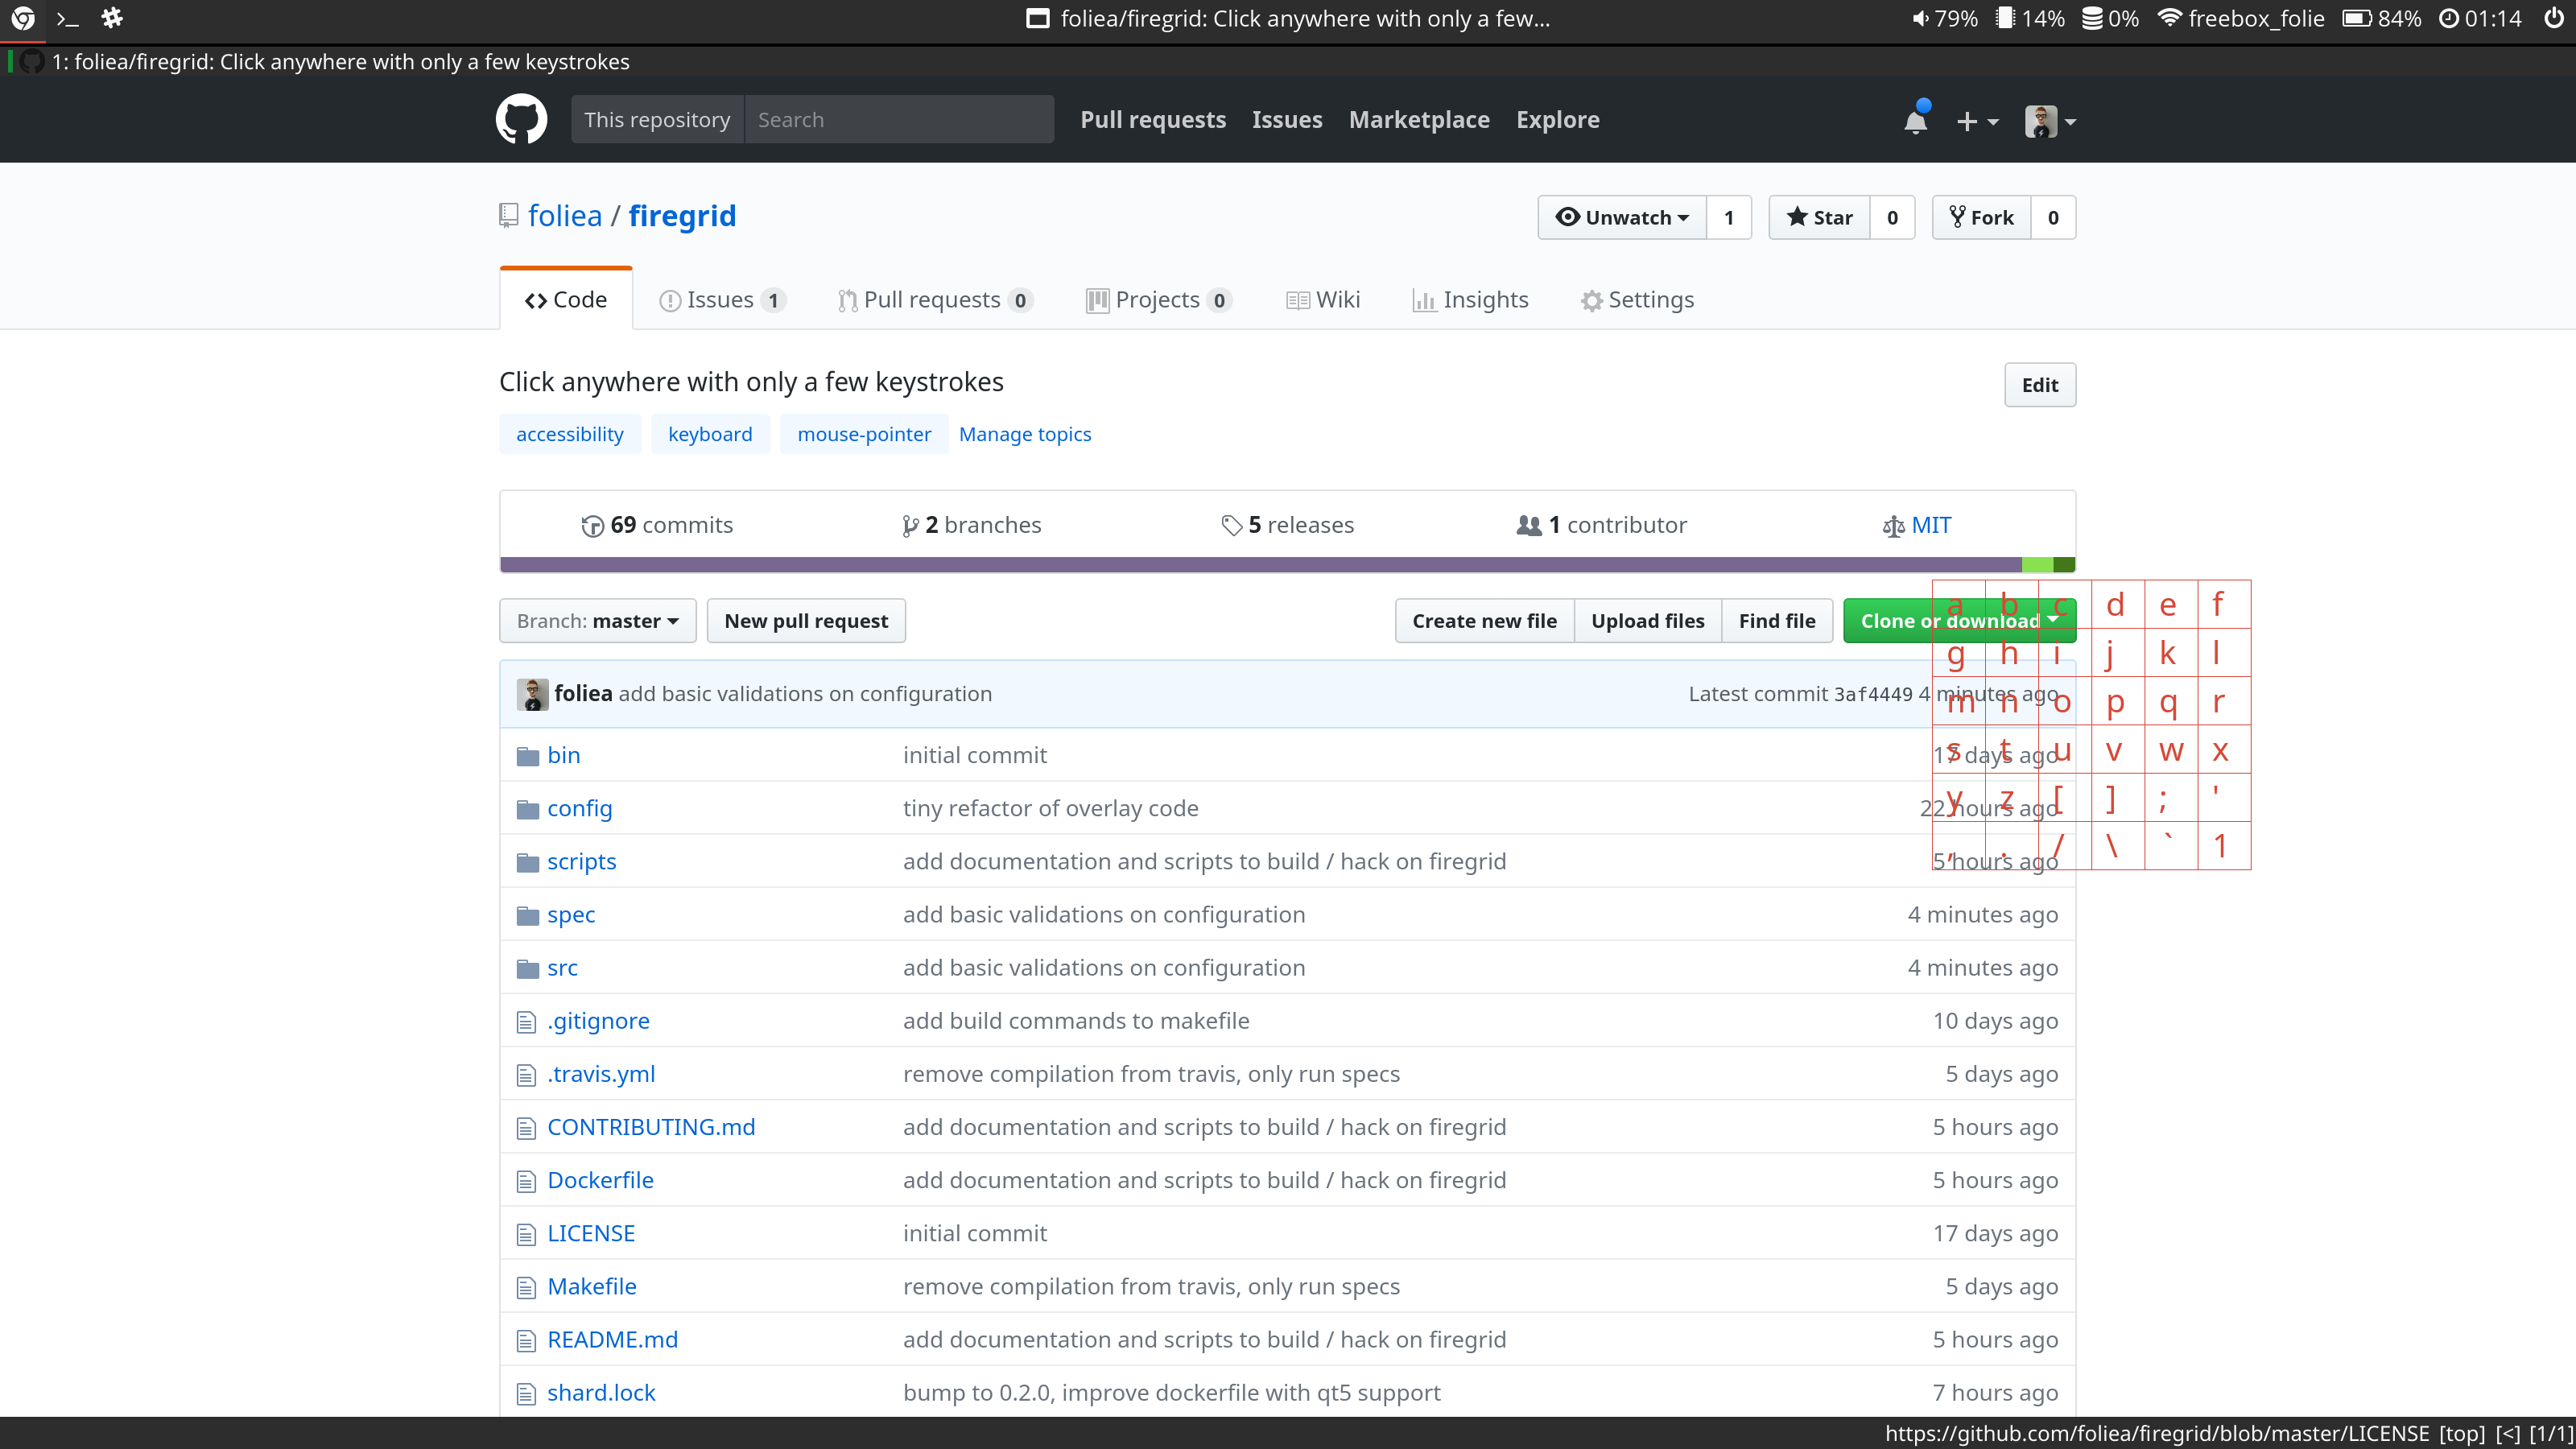 foliea/firegrid: Click anywhere with only a few...
79% 14% 0% freebox_folie 84% 01:14
1: foliea/firegrid: Click anywhere with only a few keystrokes
This repository Search Pull requests Issues Marketplace Explore
foliea / firegrid Unwatch 1 Star 0 Fork 0
Code Issues 1 Pull requests 0 Projects 0 Wiki Insights Settings
Click anywhere with only a few keystrokes Edit
accessibility keyboard mouse-pointer Manage topics
69 commits 2 branches 5 releases 1 contributor MIT
Branch: master New pull request Create new file Upload files Find file Clone or download
foliea add basic validations on configuration Latest commit 3af4449 4 minutes ago
bin initial commit 17 days ago
config tiny refactor of overlay code 22 hours ago
scripts add documentation and scripts to build / hack on firegrid 5 hours ago
a b c d e f
g h i j k l
m n o p q r
s t u v w x
y z [ ] ; '
, . / \ ` 1
spec add basic validations on configuration 4 minutes ago
src add basic validations on configuration 4 minutes ago
.gitignore add build commands to makefile 10 days ago
.travis.yml remove compilation from travis, only run specs 5 days ago
CONTRIBUTING.md add documentation and scripts to build / hack on firegrid 5 hours ago
Dockerfile add documentation and scripts to build / hack on firegrid 5 hours ago
LICENSE initial commit 17 days ago
Makefile remove compilation from travis, only run specs 5 days ago
README.md add documentation and scripts to build / hack on firegrid 5 hours ago
shard.lock bump to 0.2.0, improve dockerfile with qt5 support 7 hours ago
https://github.com/foliea/firegrid/blob/master/LICENSE [top] [<] [1/1]